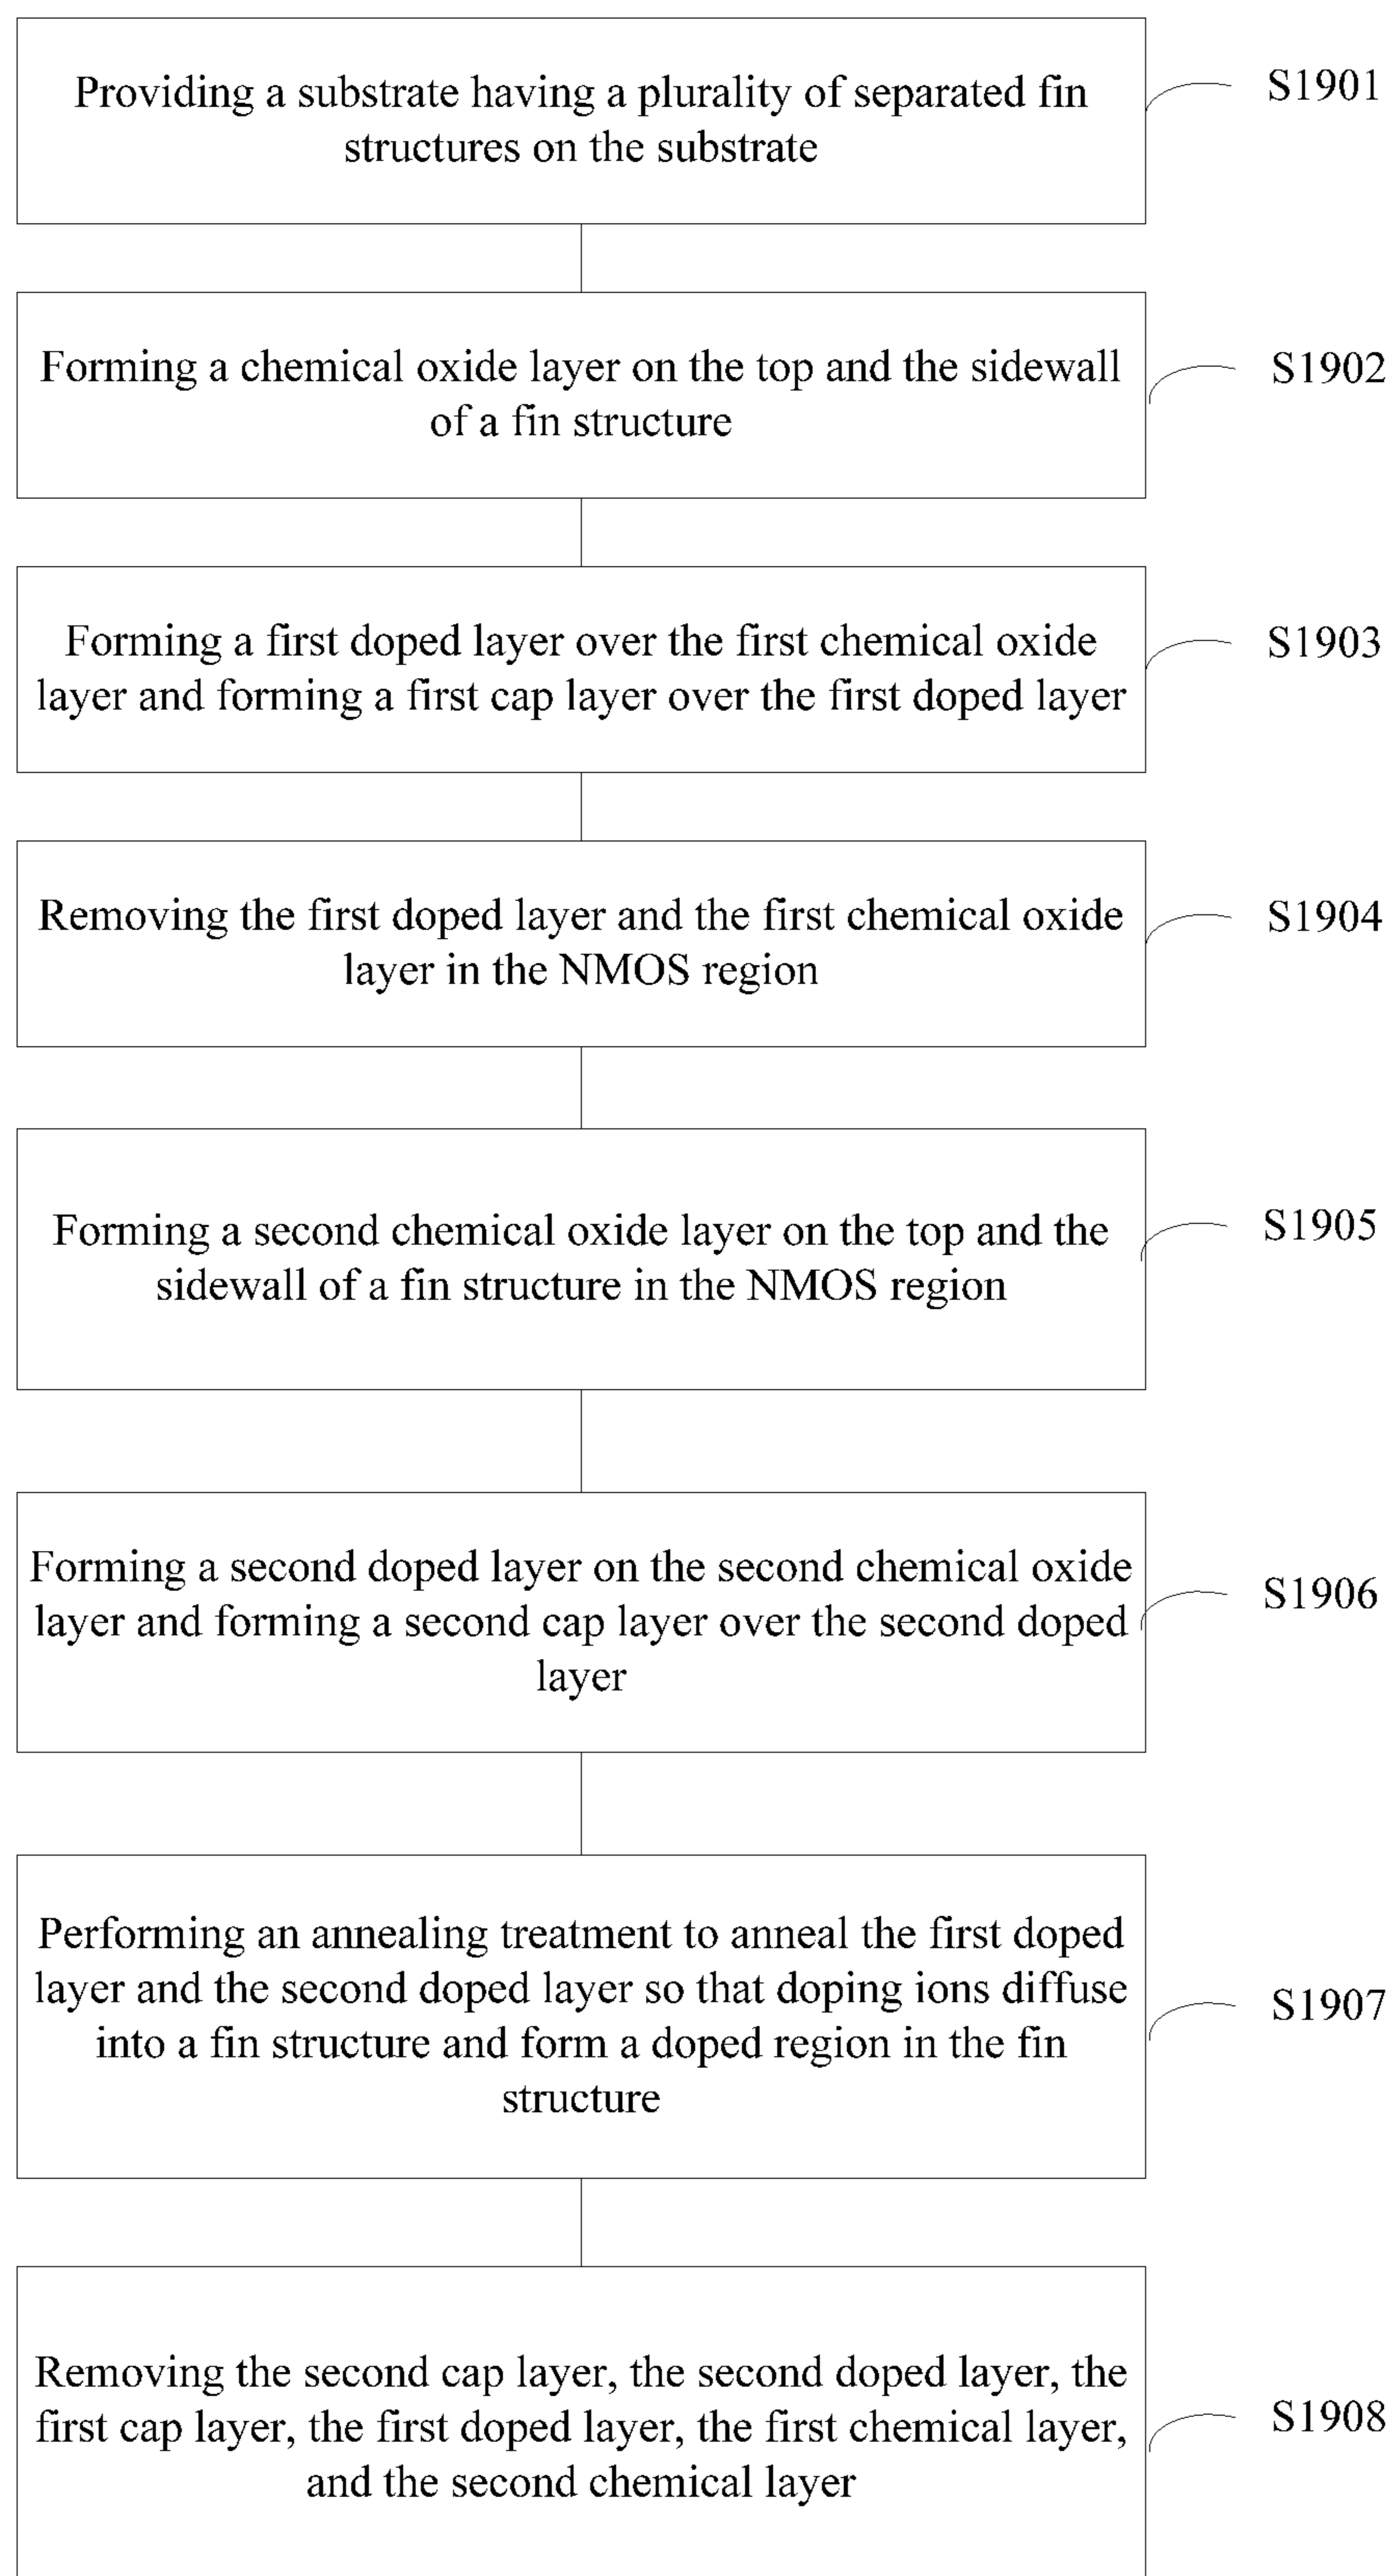 Providing a substrate having a plurality of separated fin
structures on the substrate
S1901
Forming a chemical oxide layer on the top and the sidewall
of a fin structure
S1902
Forming a first doped layer over the first chemical oxide
layer and forming a first cap layer over the first doped layer
S1903
Removing the first doped layer and the first chemical oxide
layer in the NMOS region
S1904
Forming a second chemical oxide layer on the top and the
sidewall of a fin structure in the NMOS region
S1905
Forming a second doped layer on the second chemical oxide
layer and forming a second cap layer over the second doped
layer
S1906
Performing an annealing treatment to anneal the first doped
layer and the second doped layer so that doping ions diffuse
into a fin structure and form a doped region in the fin
structure
S1907
Removing the second cap layer, the second doped layer, the
first cap layer, the first doped layer, the first chemical layer,
and the second chemical layer
S1908